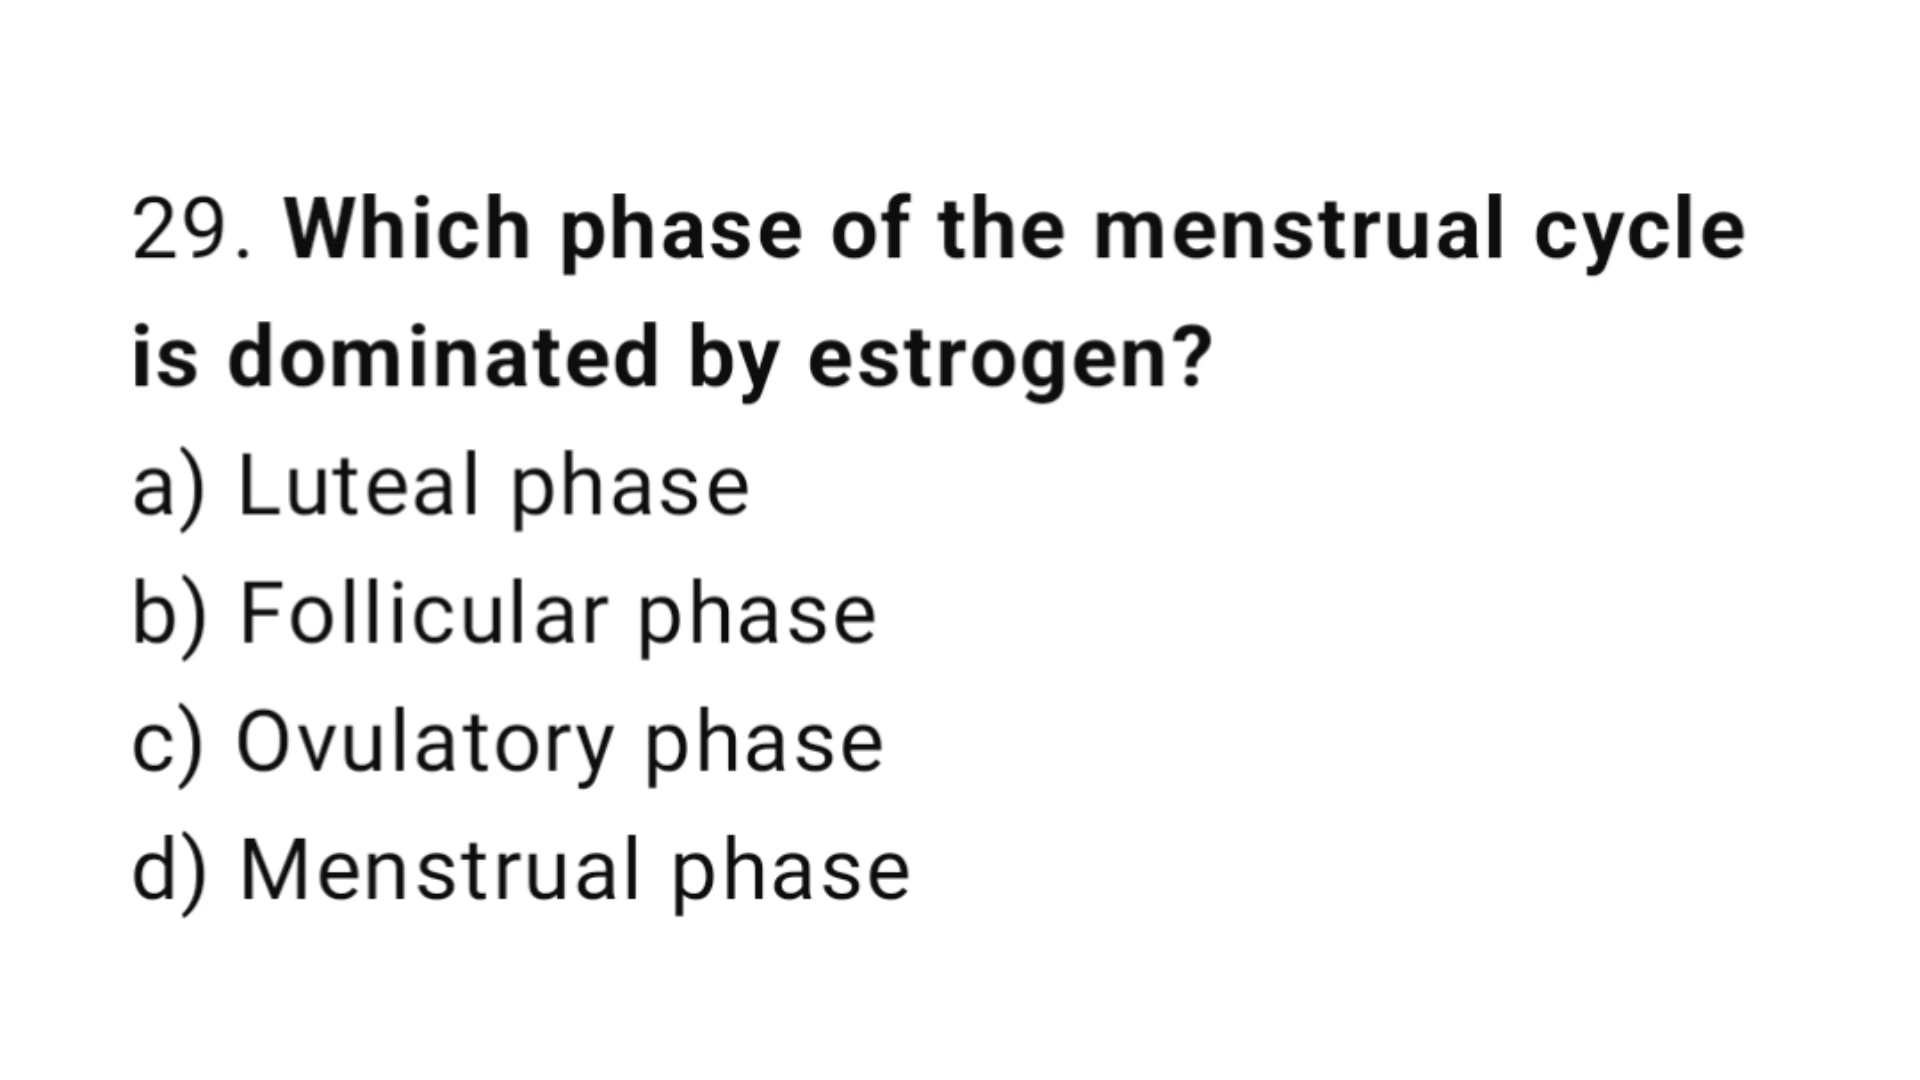 29. Which phase of the menstrual cycle
is dominated by estrogen?
a) Luteal phase
b) Follicular phase
c) Ovulatory phase
d) Menstrual phase